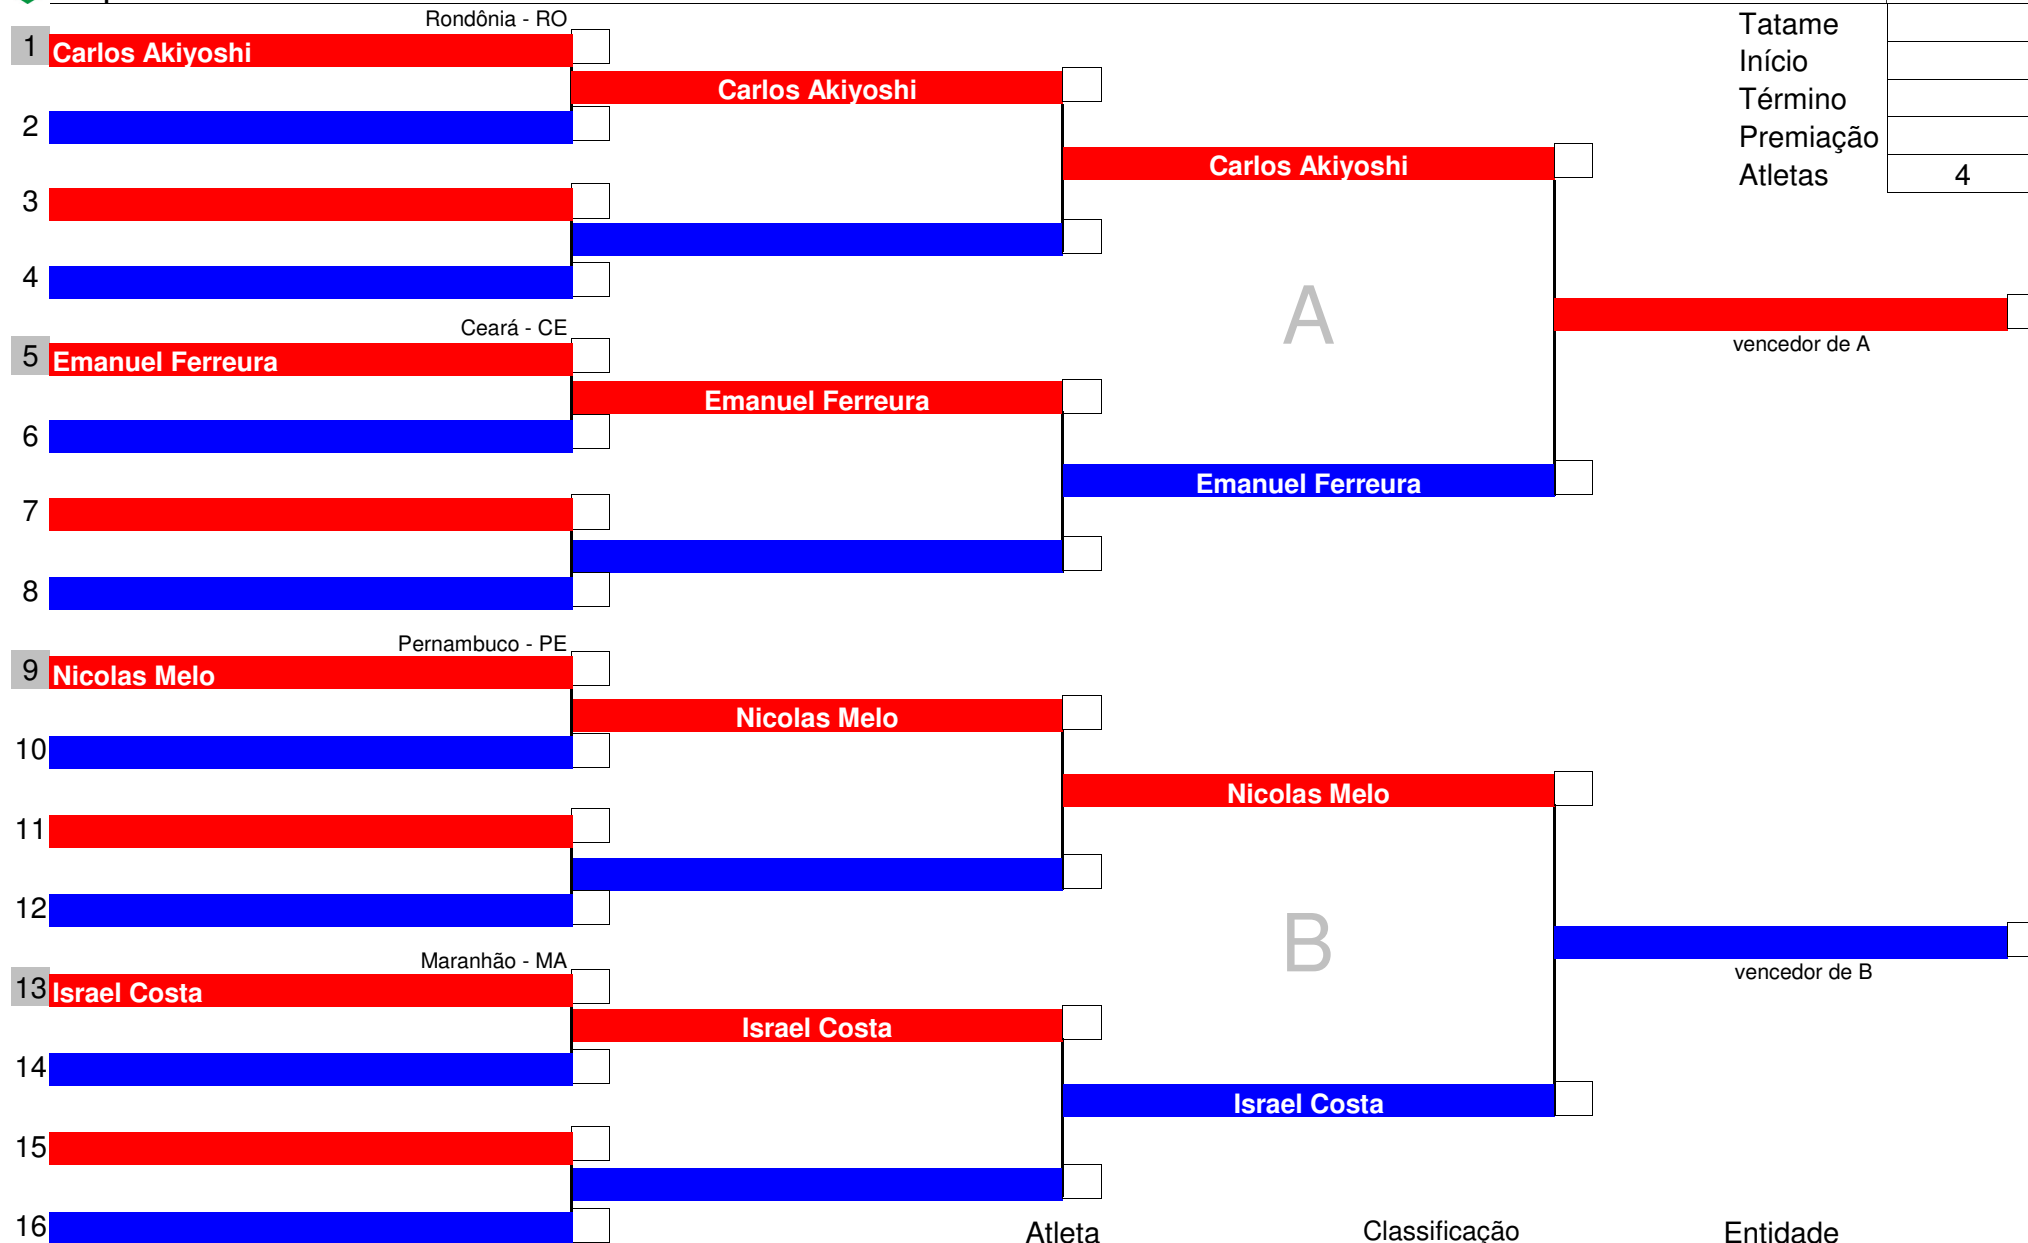 Rondônia - RO
1 Carlos Akiyoshi
Carlos Akiyoshi
2
Carlos Akiyoshi
3
4
Tatame
Início
Término
Premiação
Atletas 4
A
vencedor de A
Ceará - CE
5 Emanuel Ferreura
Emanuel Ferreura
6
Emanuel Ferreura
7
8
Pernambuco - PE
9 Nicolas Melo
Nicolas Melo
10
Nicolas Melo
11
12
B
vencedor de B
Maranhão - MA
13 Israel Costa
Israel Costa
14
Israel Costa
15
16
Atleta Classificação Entidade